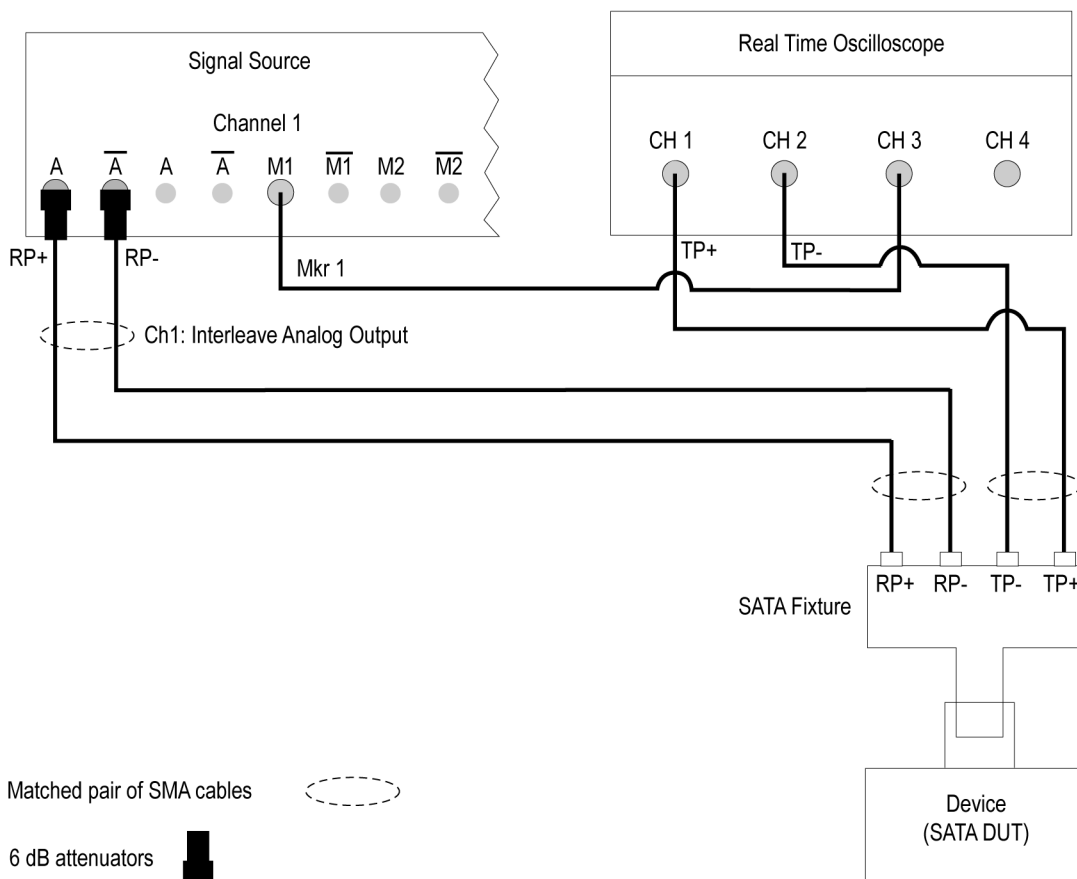 Signal Source
Channel 1
A A̅ A A̅ M1 M̅1̅ M2 M̅2̅
RP+ RP-
Mkr 1
Ch1: Interleave Analog Output
Real Time Oscilloscope
CH 1 CH 2 CH 3 CH 4
TP+ TP-
RP+ RP- TP- TP+
SATA Fixture
Device
(SATA DUT)
Matched pair of SMA cables
6 dB attenuators